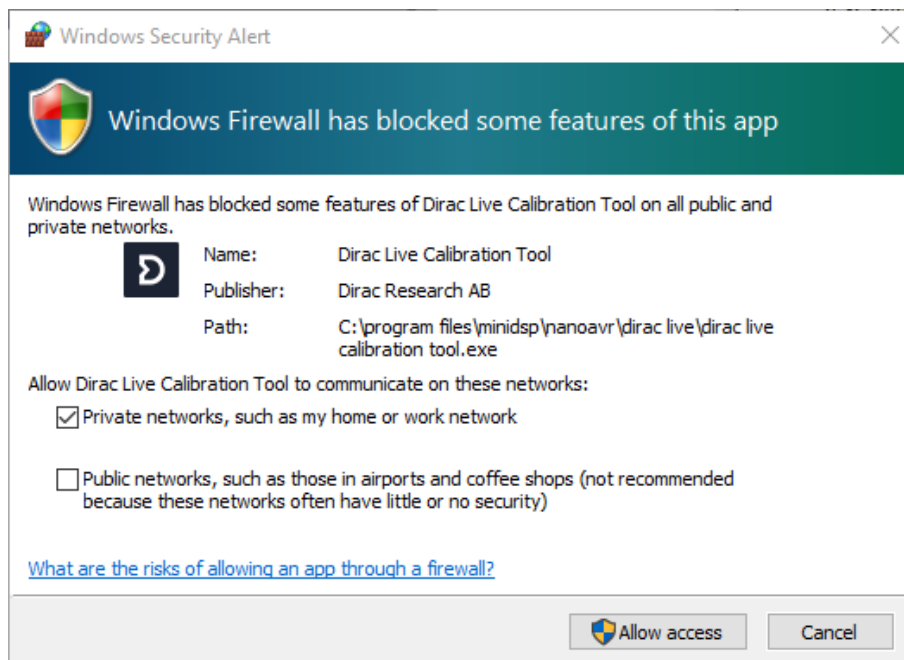 Windows Security Alert
Windows Firewall has blocked some features of this app
Windows Firewall has blocked some features of Dirac Live Calibration Tool on all public and
private networks.
Name: Dirac Live Calibration Tool
Publisher: Dirac Research AB
Path: C:\program files\minidsp\nanoavr\dirac live\dirac live
calibration tool.exe
Allow Dirac Live Calibration Tool to communicate on these networks:
Private networks, such as my home or work network
Public networks, such as those in airports and coffee shops (not recommended
because these networks often have little or no security)
What are the risks of allowing an app through a firewall?
Allow access Cancel